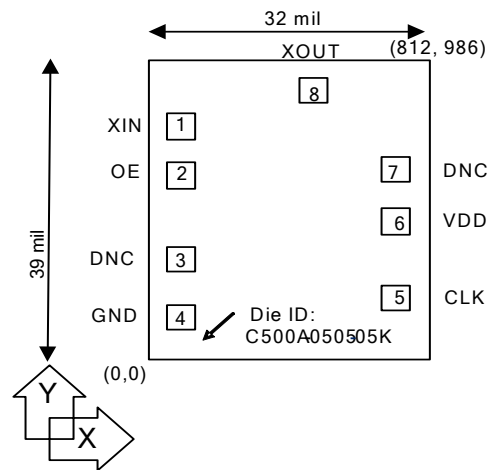 32 mil
XOUT
(812, 986)
8
XIN
1
OE
2
7
DNC
6
VDD
39 mil
DNC
3
5
CLK
GND
4
Die ID:
C500A050505K
(0,0)
Y
X